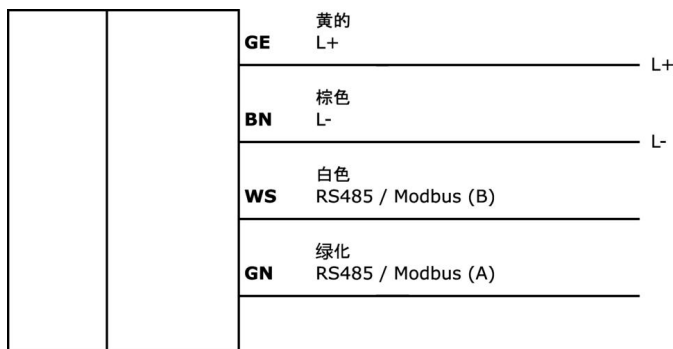 黄的
GE L+
L+
棕色
BN L-
L-
白色
WS RS485 / Modbus (B)
绿化
GN RS485 / Modbus (A)